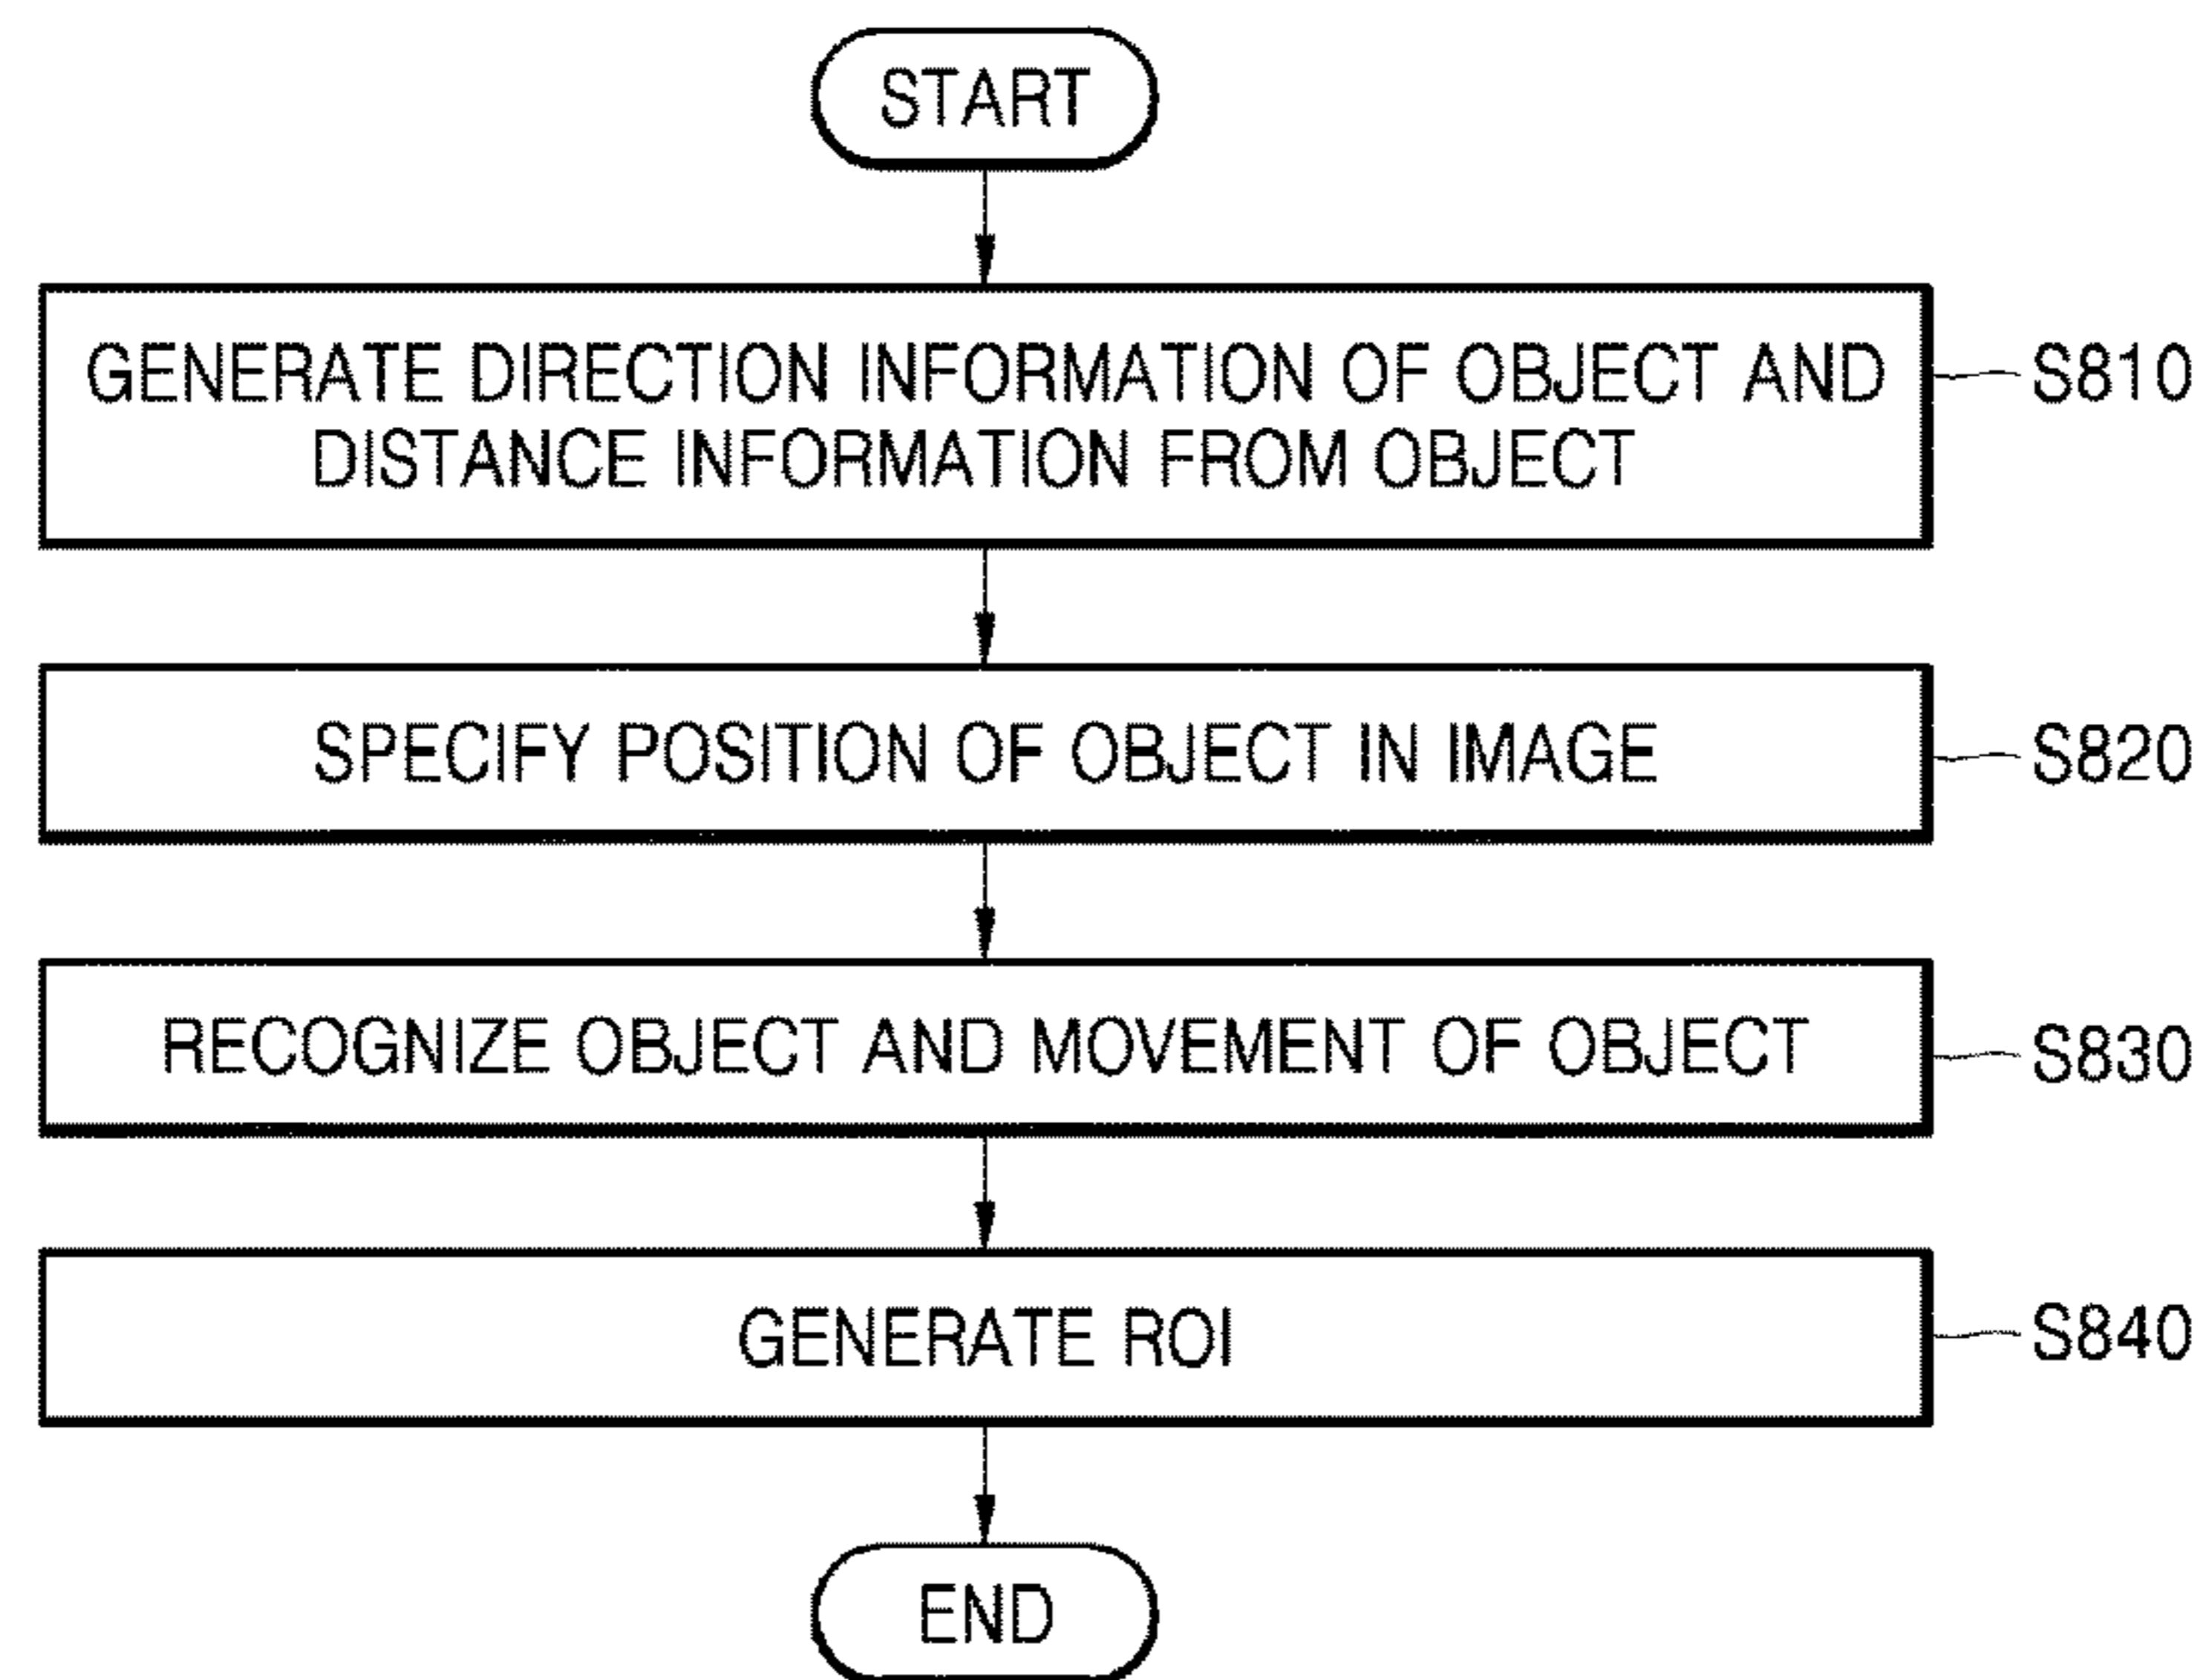 START
GENERATE DIRECTION INFORMATION OF OBJECT AND
DISTANCE INFORMATION FROM OBJECT
S810
SPECIFY POSITION OF OBJECT IN IMAGE
S820
RECOGNIZE OBJECT AND MOVEMENT OF OBJECT
S830
GENERATE ROI
S840
END